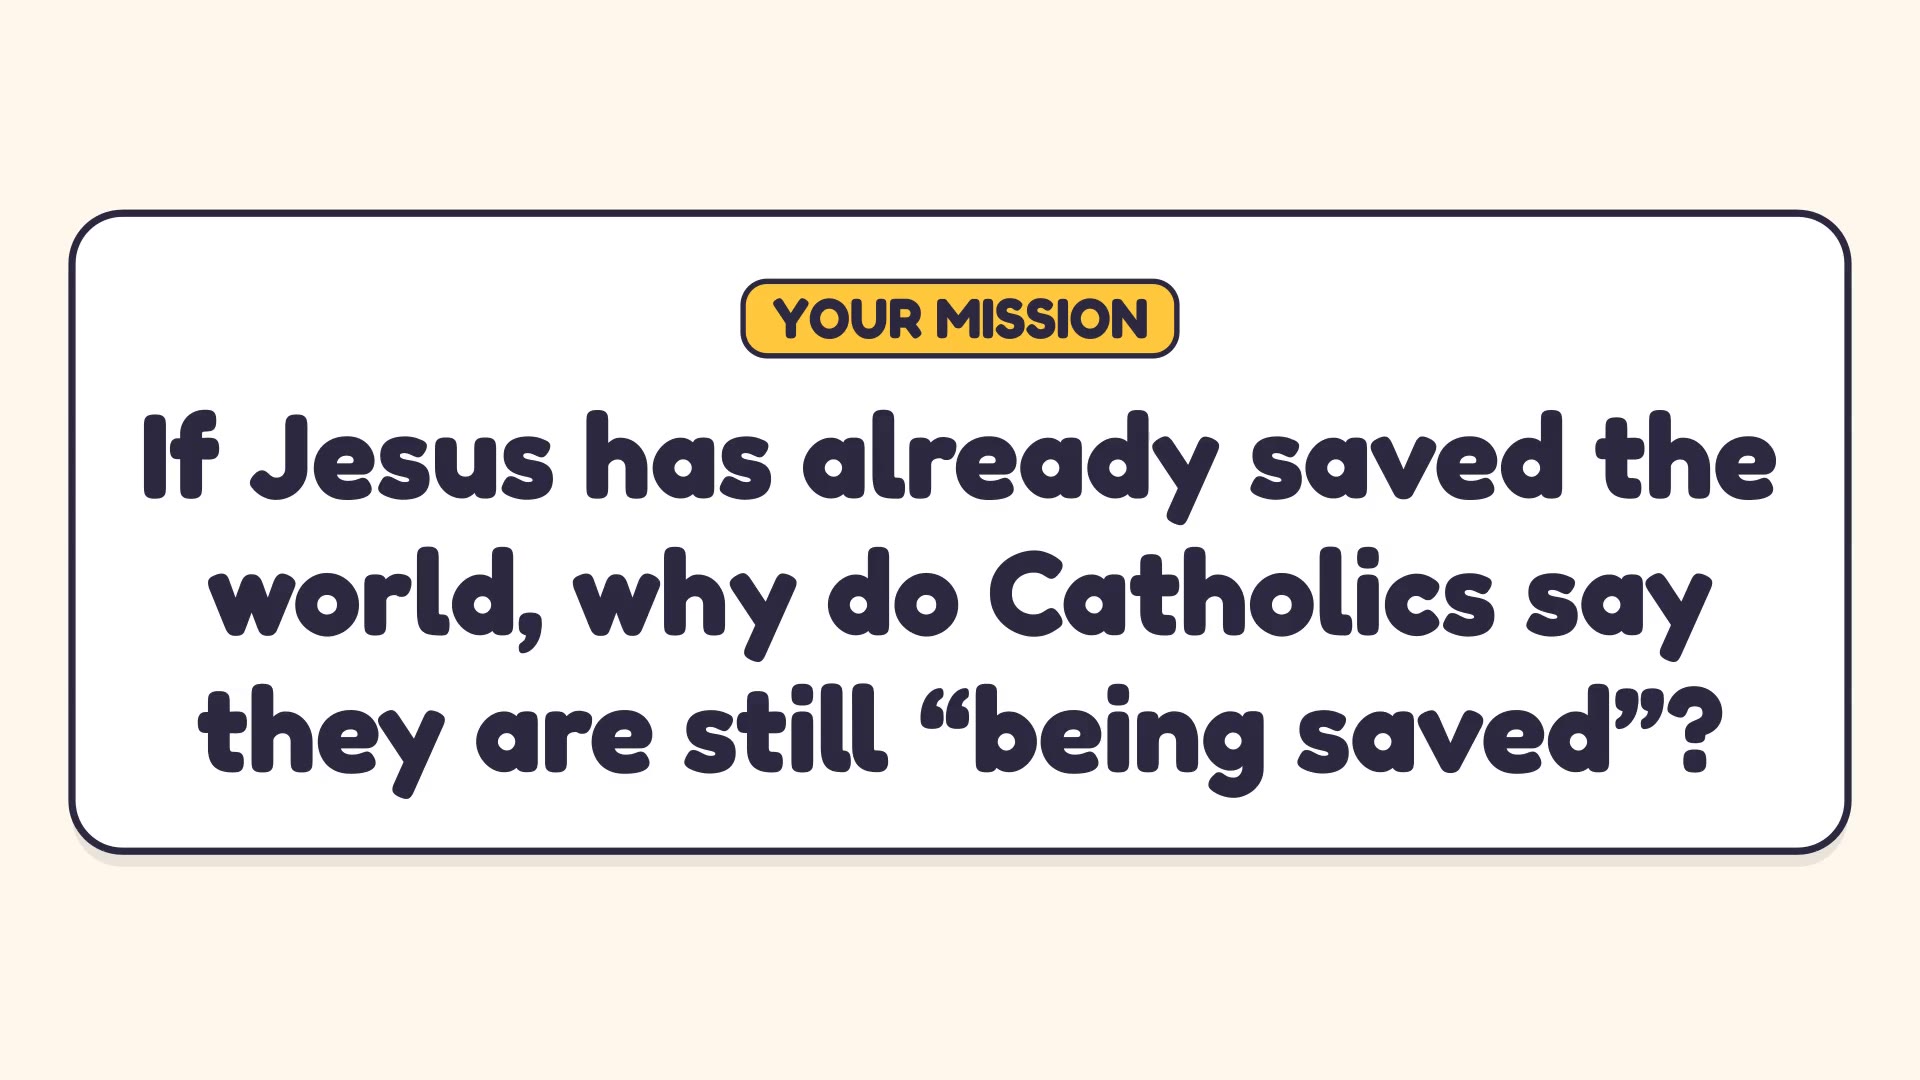 YOUR MISSION
If Jesus has already saved the
world, why do Catholics say
they are still “being saved”?